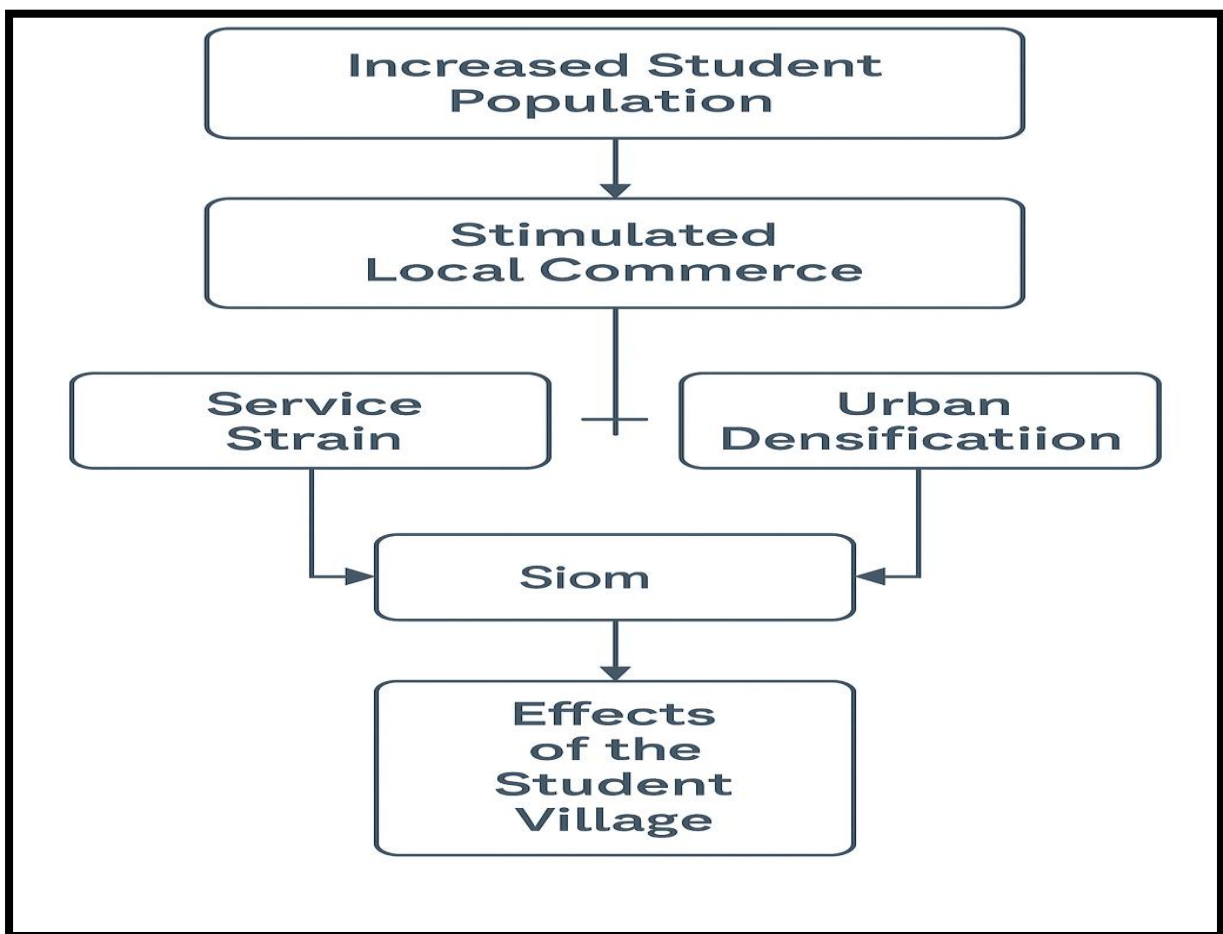 Increased Student
Population
Stimulated
Local Commerce
Service
Strain
Urban
Densificatiion
Siom
Effects
of the
Student
Village